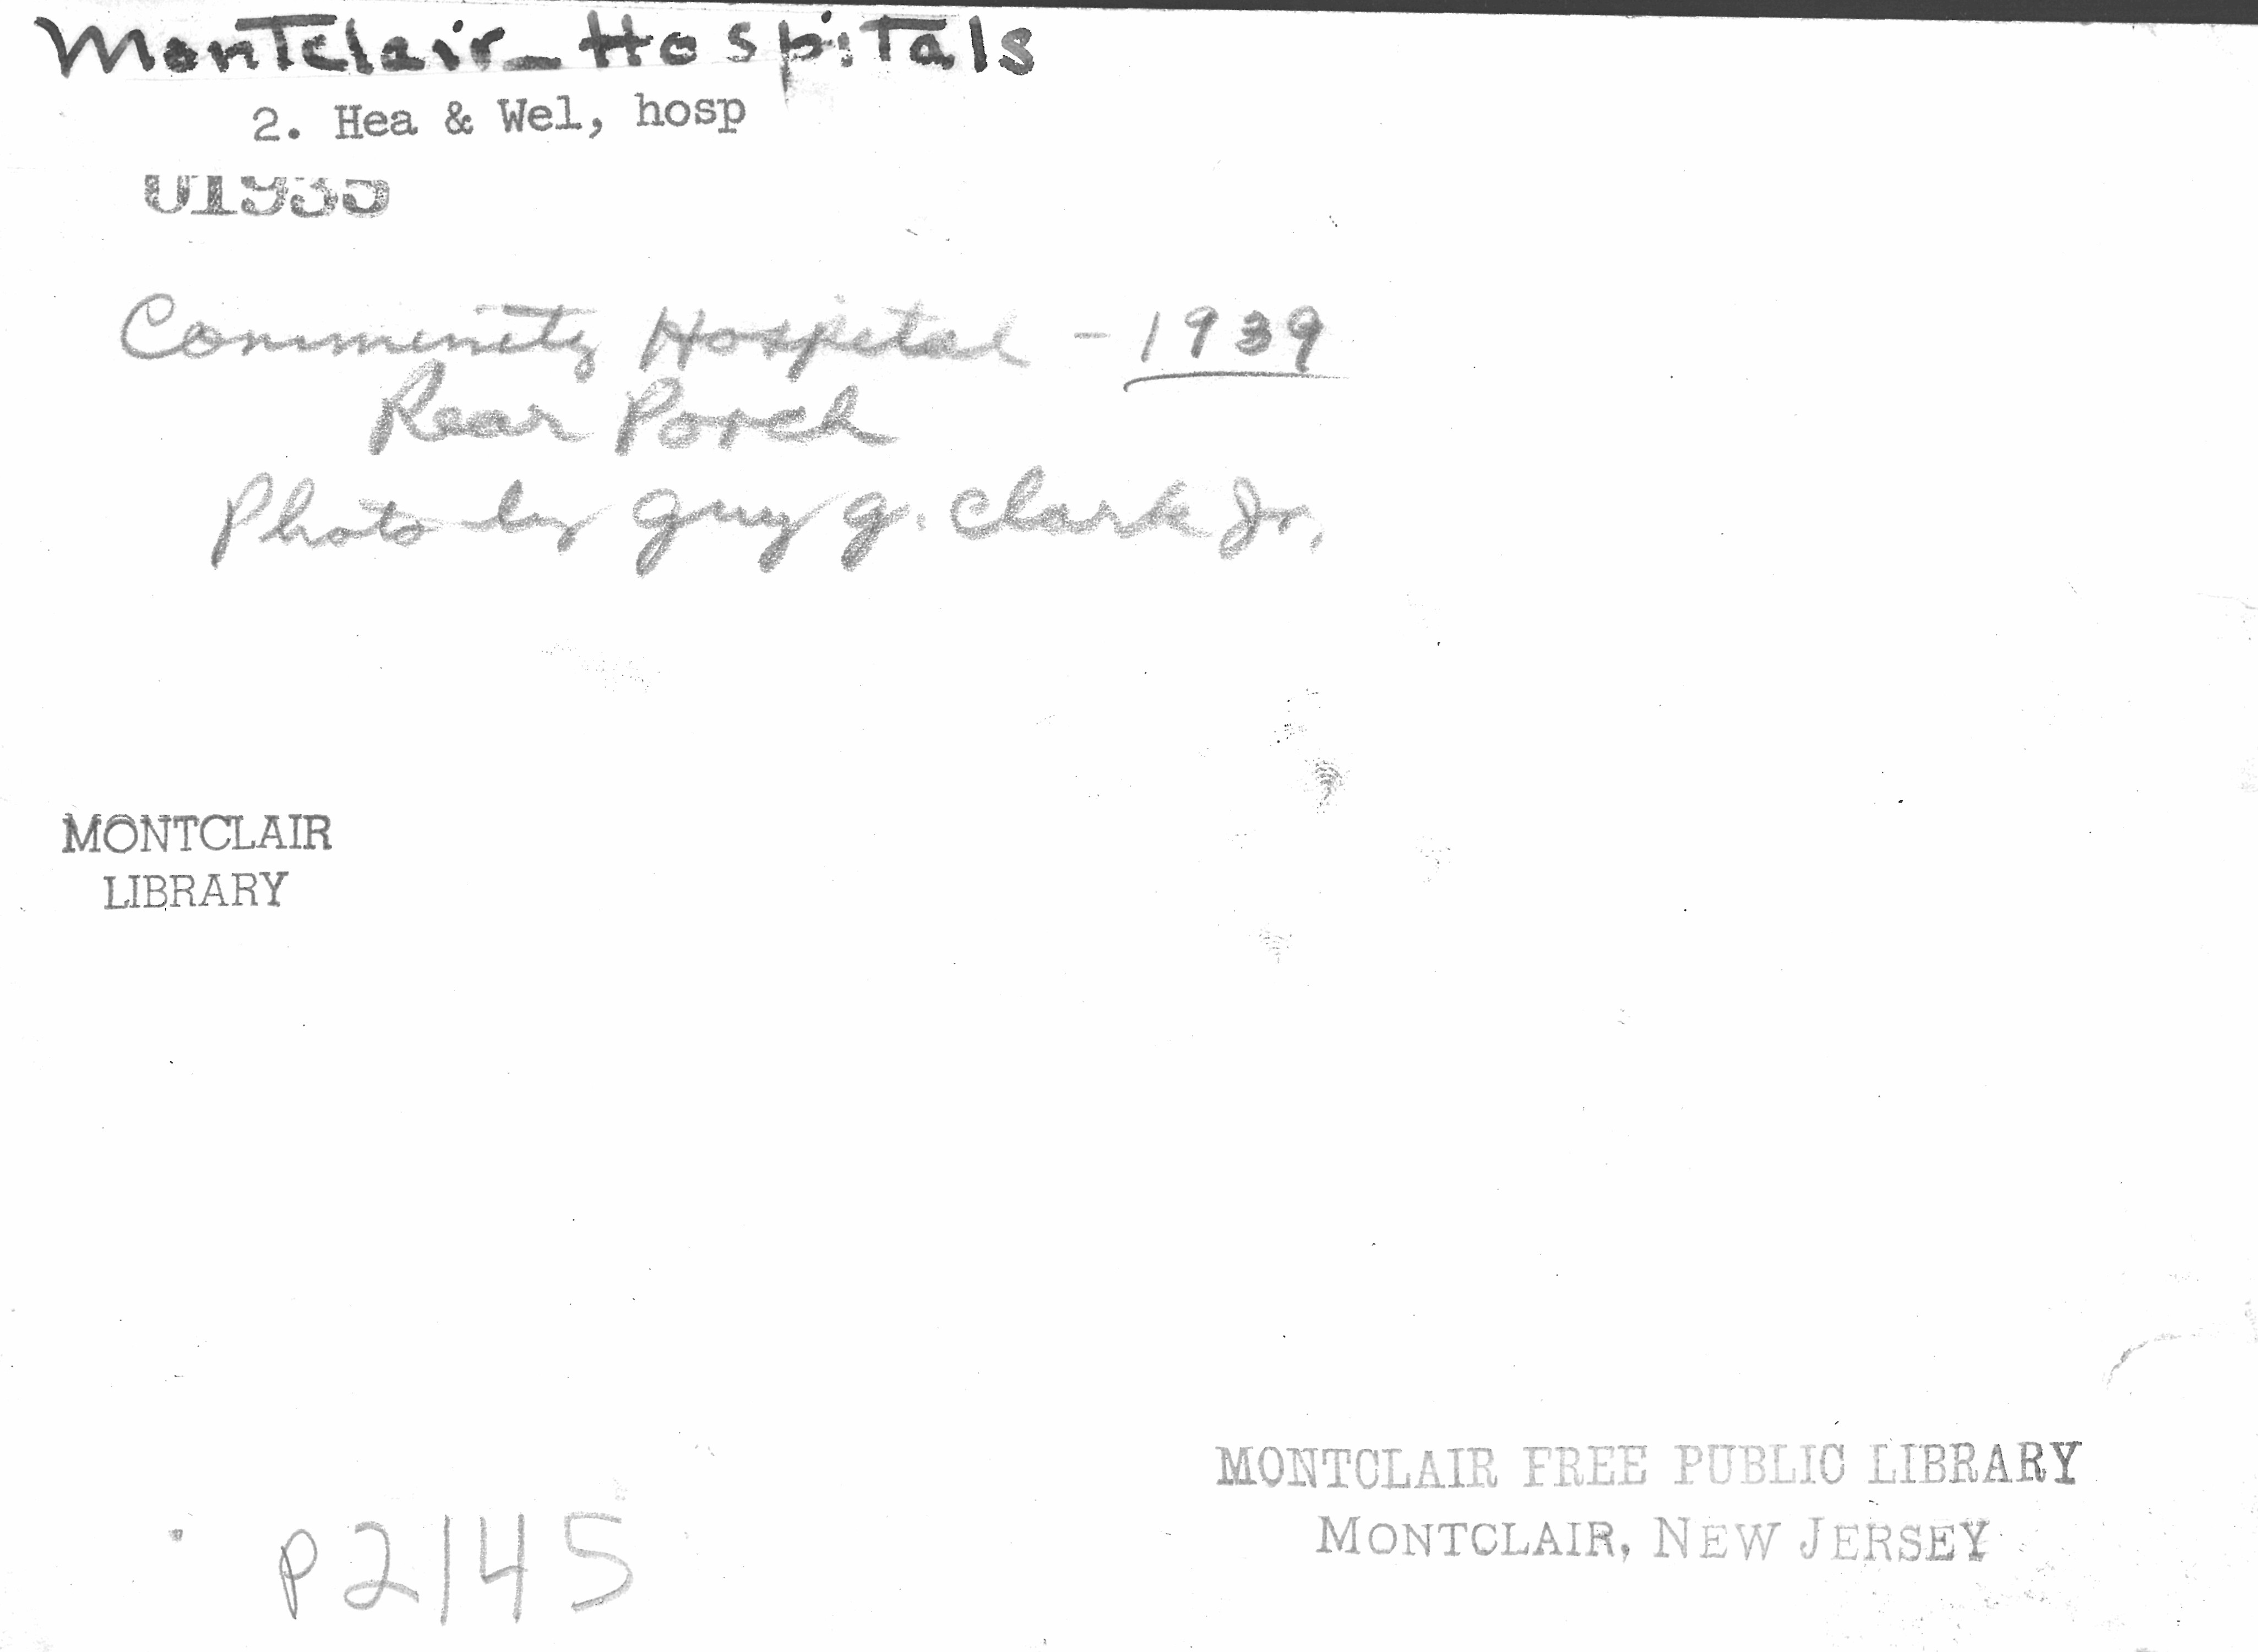 Montclair - Hospitals
2. Hea & Wel, hosp
01935
Community Hospital - 1939
Rear Porch
Photo by Guy G. Clark Jr.
MONTCLAIR
LIBRARY
MONTCLAIR FREE PUBLIC LIBRARY
MONTCLAIR, NEW JERSEY
P2145